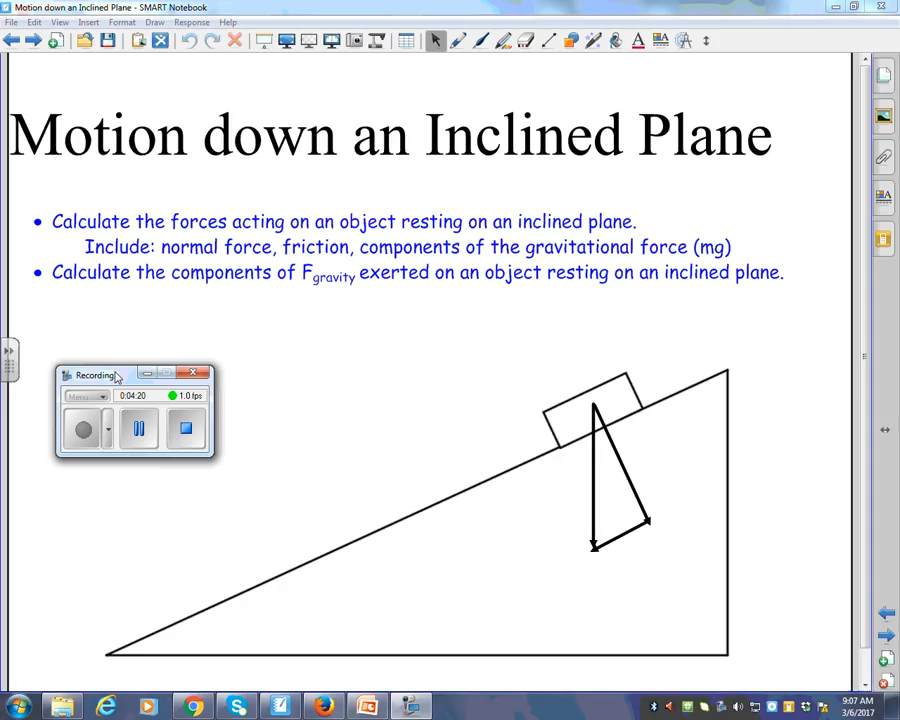 Motion down an Inclined Plane - SMART Notebook
File Edit View Insert Format Draw Response Help
Motion down an Inclined Plane
• Calculate the forces acting on an object resting on an inclined plane.
Include: normal force, friction, components of the gravitational force (mg)
• Calculate the components of Fgravity exerted on an object resting on an inclined plane.
Recording
Menu 0:04:20 1.0 fps
9:07 AM
3/6/2017